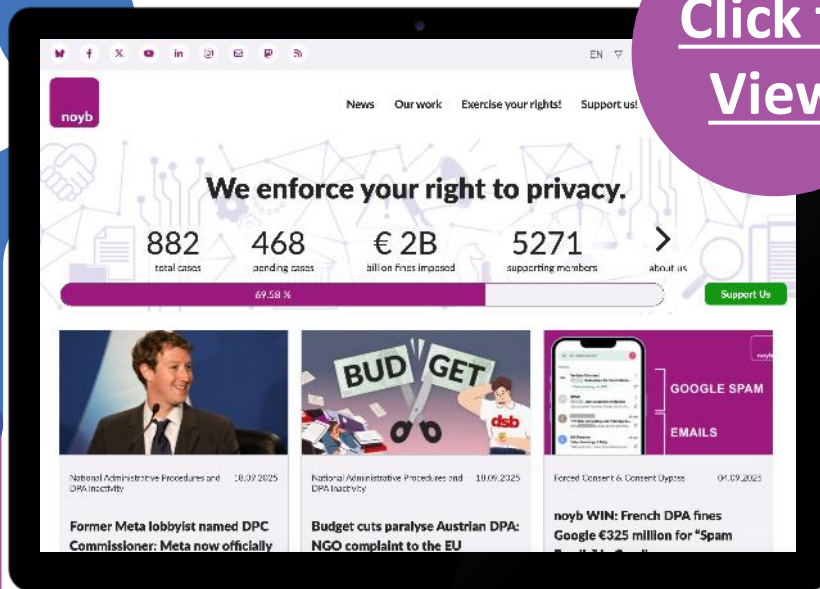 Click
View
EN
noyb
News Our work Exercise your rights! Support us!
We enforce your right to privacy.
882 468 € 2B 5271
total cases pending cases billion fines imposed supporting members about us
69.58 %
Support Us
BUD GET
dsb
noyb
GOOGLE SPAM
EMAILS
National Administrative Procedures and 18.09.2025
DPA Inactivity
National Administrative Procedures and 18.09.2025
DPA Inactivity
Forced Consent & Consent Bypass 04.09.2025
Former Meta lobbyist named DPC
Commissioner: Meta now officially
Budget cuts paralyse Austrian DPA:
NGO complaint to the EU
noyb WIN: French DPA fines
Google €325 million for "Spam